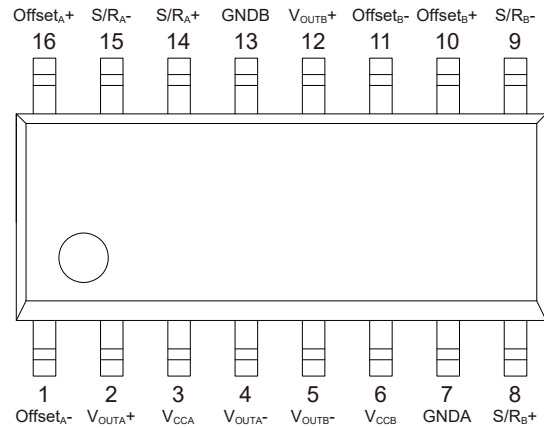 Offset_A+ S/R_A- S/R_A+ GNDB V_OUTB+ Offset_B- Offset_B+ S/R_B-
16 15 14 13 12 11 10 9
1 2 3 4 5 6 7 8
Offset_A- V_OUTA+ V_CCA V_OUTA- V_OUTB- V_CCB GNDA S/R_B+